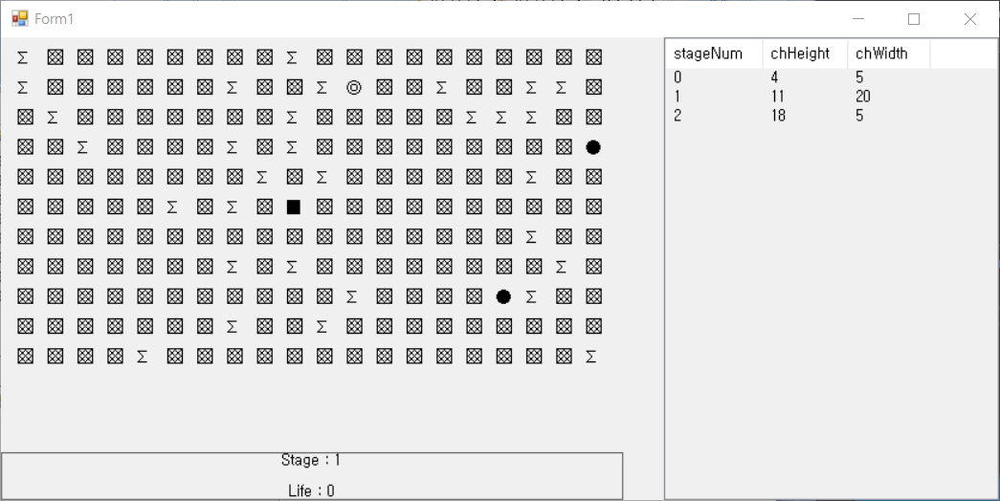 Form1
Σ ▩ ▩ ▩ ▩ ▩ ▩ ▩ ▩ Σ ▩ ▩ ▩ ▩ ▩ ▩ ▩ ▩ ▩ ▩
Σ ▩ ▩ ▩ ▩ ▩ ▩ Σ ▩ ▩ Σ ◎ ▩ ▩ Σ ▩ ▩ Σ Σ ▩
▩ Σ ▩ ▩ ▩ ▩ ▩ ▩ ▩ Σ ▩ ▩ ▩ ▩ ▩ Σ Σ Σ ▩ ▩
▩ ▩ Σ ▩ ▩ ▩ ▩ Σ ▩ Σ ▩ ▩ ▩ ▩ ▩ ▩ ▩ ▩ ▩ ●
▩ ▩ ▩ ▩ ▩ ▩ ▩ ▩ Σ ▩ Σ ▩ ▩ ▩ ▩ ▩ ▩ Σ ▩ ▩
▩ ▩ ▩ ▩ ▩ Σ ▩ Σ ▩ ■ ▩ ▩ ▩ ▩ ▩ ▩ ▩ ▩ ▩ ▩
▩ ▩ ▩ ▩ ▩ ▩ ▩ ▩ ▩ ▩ ▩ ▩ ▩ ▩ ▩ ▩ ▩ Σ ▩ ▩
▩ ▩ ▩ ▩ ▩ ▩ ▩ Σ ▩ Σ ▩ ▩ ▩ ▩ ▩ ▩ ▩ ▩ Σ ▩
▩ ▩ ▩ ▩ ▩ ▩ ▩ ▩ ▩ ▩ ▩ Σ ▩ ▩ ▩ ▩ ● Σ ▩ ▩
▩ ▩ ▩ ▩ ▩ ▩ ▩ Σ ▩ ▩ Σ ▩ ▩ ▩ ▩ ▩ ▩ ▩ ▩ ▩
▩ ▩ ▩ ▩ Σ ▩ ▩ ▩ ▩ ▩ ▩ ▩ ▩ ▩ ▩ ▩ ▩ ▩ ▩ Σ
Stage : 1
Life : 0
stageNum chHeight chWidth
0 4 5
1 11 20
2 18 5